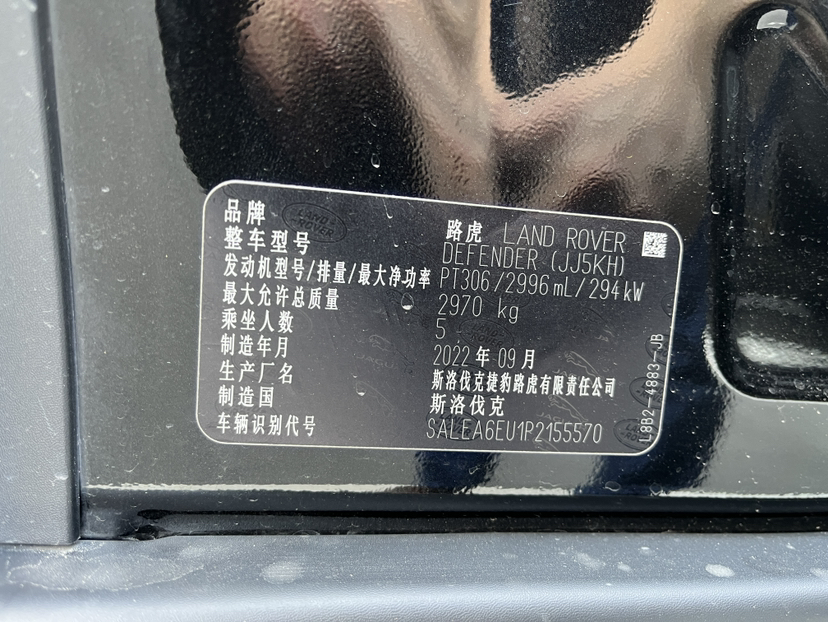 品牌 路虎 LAND ROVER
整车型号 DEFENDER (JJ5KH)
发动机型号/排量/最大净功率 PT306/2996mL/294kW
最大允许总质量 2970 kg
乘坐人数 5
制造年月 2022年09月
生产厂名 斯洛伐克捷豹路虎有限责任公司
制造国 斯洛伐克
车辆识别代号 SALEA6EU1P2155570
L8B2-4883-JB
LAND ROVER